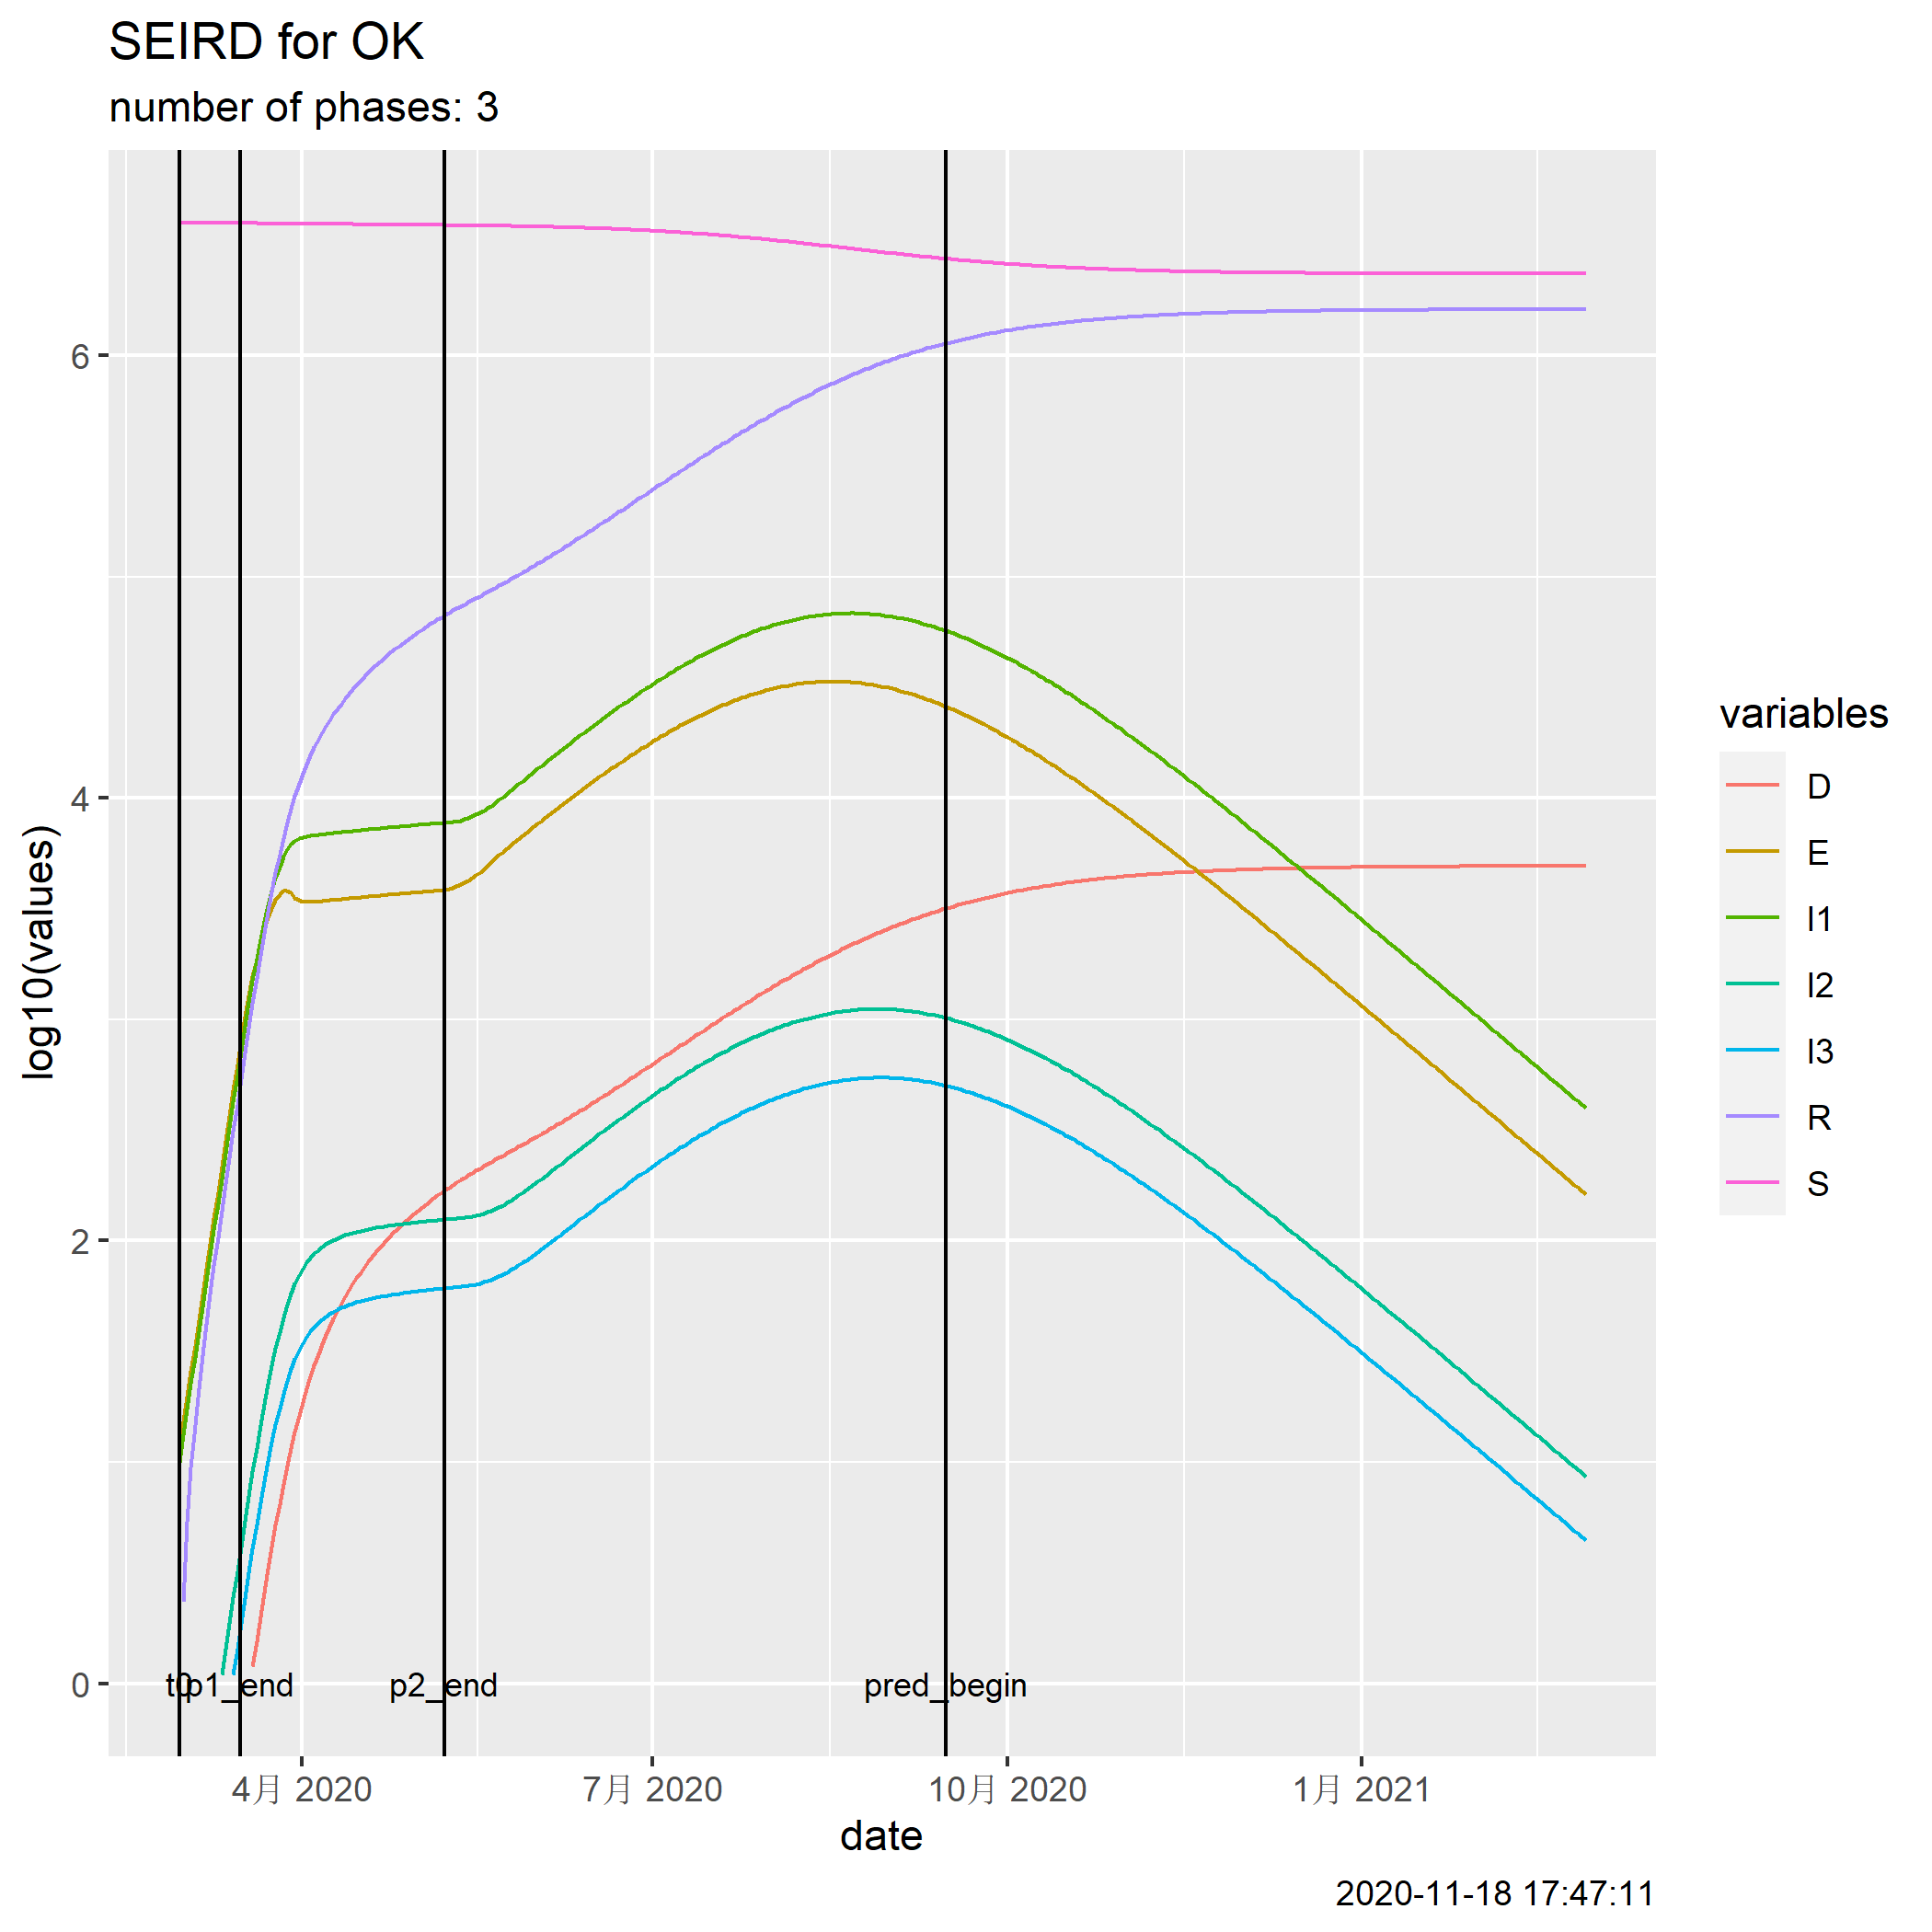 SEIRD for OK
number of phases: 3
log10(values)
6
4
2
0
t0
p1_end
p2_end
pred_begin
4月 2020
7月 2020
10月 2020
1月 2021
date
variables
D
E
I1
I2
I3
R
S
2020-11-18 17:47:11